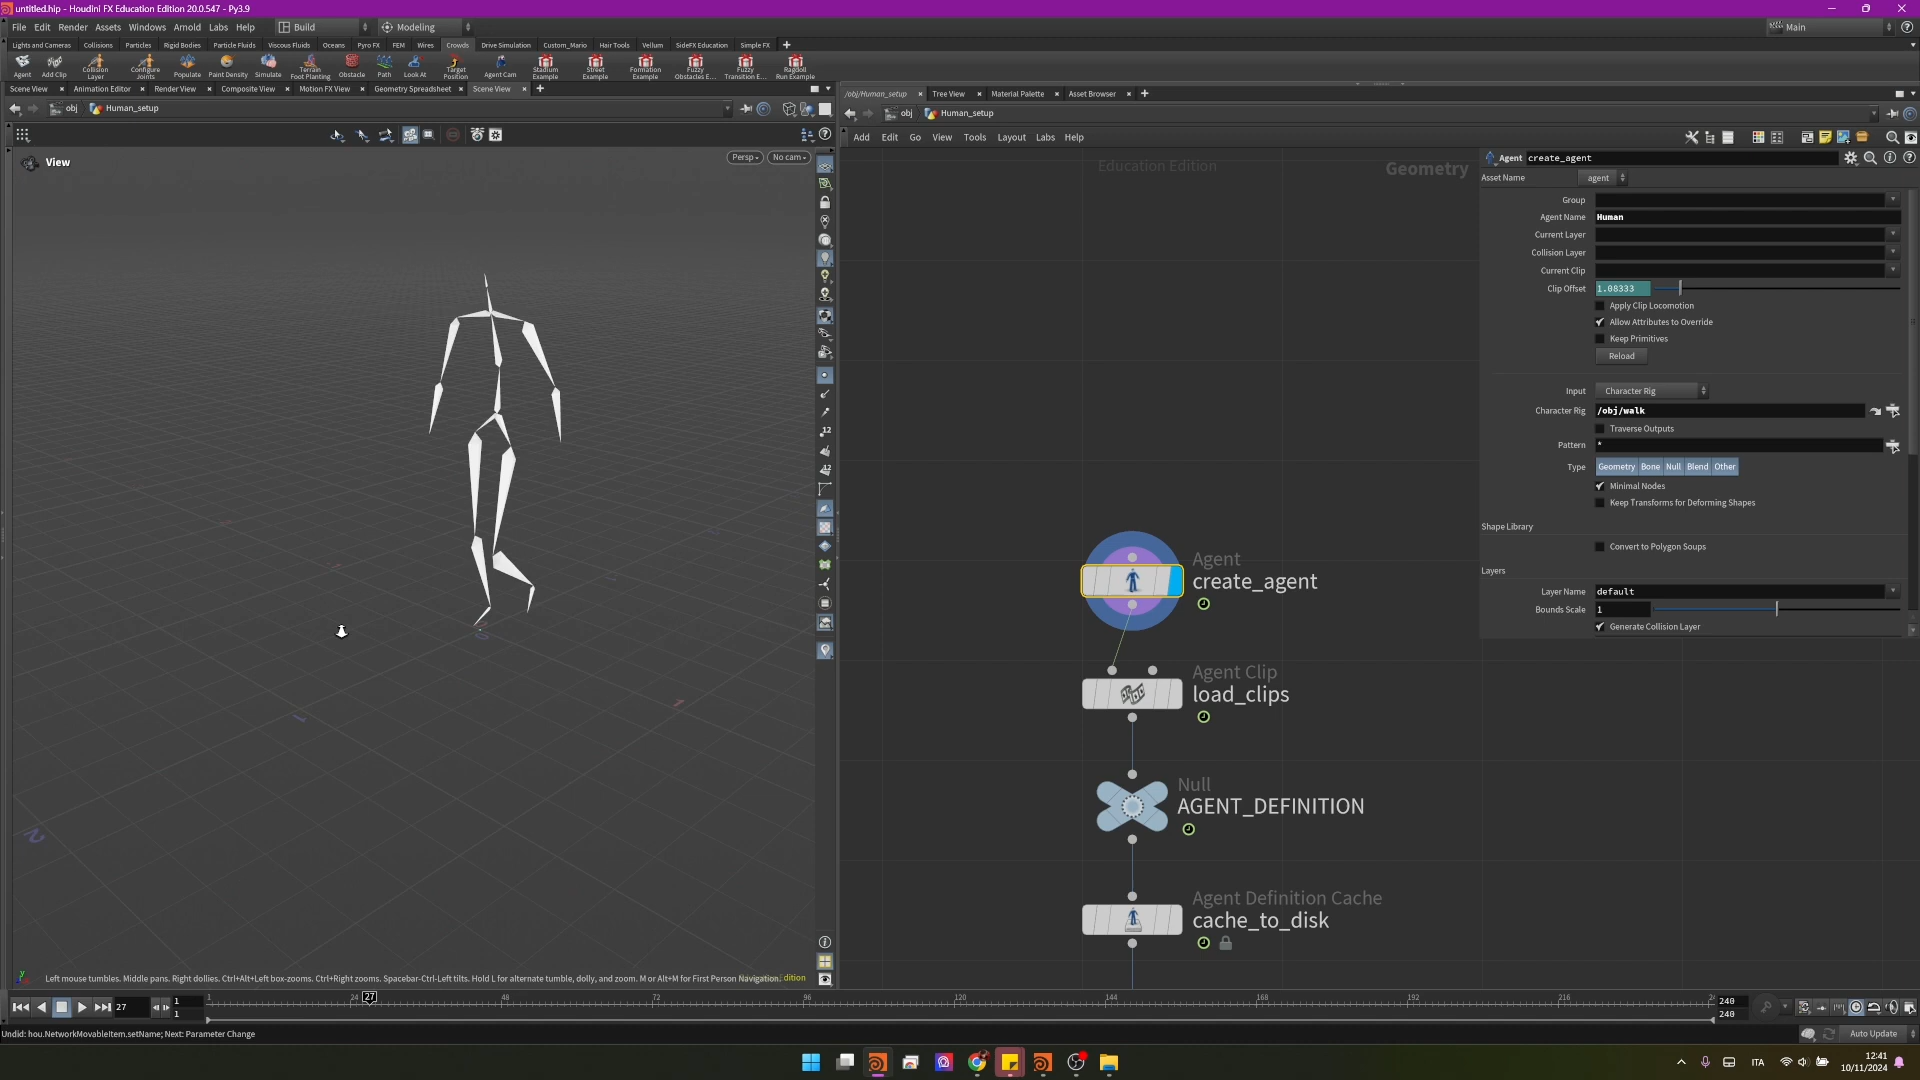 untitled.hip - Houdini FX Education Edition 20.0.547 - Py3.9
File Edit Render Assets Windows Arnold Labs Help Build Modeling Main
Lights and Cameras Collisions Particles Rigid Bodies Particle Fluids Viscous Fluids Oceans Pyro FX FEM Wires Crowds Drive Simulation Custom_Mario Hair Tools Vellum SideFX Education Simple FX
Agent Add Clip Collision Layer Configure Joints Populate Paint Density Simulate Terrain Foot Planting Obstacle Path Look At Target Position Agent Cam Stadium Example Street Example Formation Example Fuzzy Obstacles E... Fuzzy Transition E... Ragdoll Run Example
Scene View Animation Editor Render View Composite View Motion FX View Geometry Spreadsheet Scene View
/obj/Human_setup Tree View Material Palette Asset Browser
obj Human_setup
obj Human_setup
Add Edit Go View Tools Layout Labs Help
View
Persp No cam
Education Edition
Geometry
Agent create_agent
Asset Name agent
Group
Agent Name Human
Current Layer
Collision Layer
Current Clip
Clip Offset 1.08333
Apply Clip Locomotion
Allow Attributes to Override
Keep Primitives
Reload
Input Character Rig
Character Rig /obj/walk
Traverse Outputs
Pattern *
Type Geometry Bone Null Blend Other
Minimal Nodes
Keep Transforms for Deforming Shapes
Shape Library
Convert to Polygon Soups
Layers
Layer Name default
Bounds Scale 1
Generate Collision Layer
Agent
create_agent
Agent Clip
load_clips
Null
AGENT_DEFINITION
Agent Definition Cache
cache_to_disk
Left mouse tumbles. Middle pans. Right dollies. Ctrl+Alt+Left box-zooms. Ctrl+Right zooms. Spacebar-Ctrl-Left tilts. Hold L for alternate tumble, dolly, and zoom. M or Alt+M for First Person Navigation.
27 1 1 24 27 48 72 96 120 144 168 192 216 240
1 240
Undid: hou.NetworkMovableItem.setName; Next: Parameter Change
Auto Update
ITA
12:41
10/11/2024